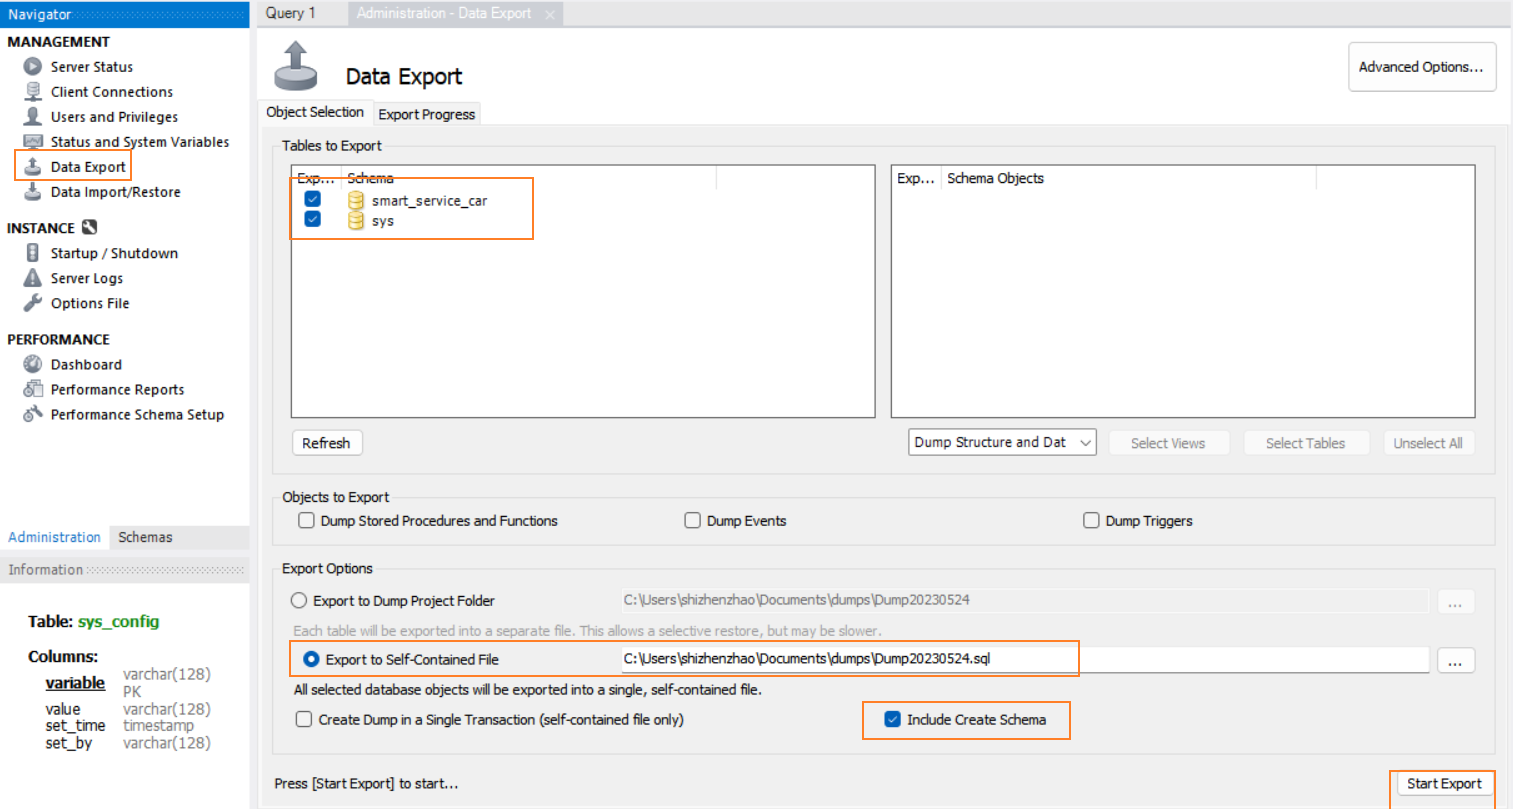 Navigator
MANAGEMENT
Server Status
Client Connections
Users and Privileges
Status and System Variables
Data Export
Data Import/Restore
INSTANCE
Startup / Shutdown
Server Logs
Options File
PERFORMANCE
Dashboard
Performance Reports
Performance Schema Setup
Administration Schemas
Information
Table: sys_config
Columns:
variable varchar(128)
PK
value varchar(128)
set_time timestamp
set_by varchar(128)
Query 1 Administration - Data Export
Data Export
Advanced Options...
Object Selection Export Progress
Tables to Export
Exp... Schema
smart_service_car
sys
Exp... Schema Objects
Refresh
Dump Structure and Dat Select Views Select Tables Unselect All
Objects to Export
Dump Stored Procedures and Functions Dump Events Dump Triggers
Export Options
Export to Dump Project Folder C:\Users\shizhenzhao\Documents\dumps\Dump20230524 ...
Each table will be exported into a separate file. This allows a selective restore, but may be slower.
Export to Self-Contained File C:\Users\shizhenzhao\Documents\dumps\Dump20230524.sql ...
All selected database objects will be exported into a single, self-contained file.
Create Dump in a Single Transaction (self-contained file only) Include Create Schema
Press [Start Export] to start... Start Export